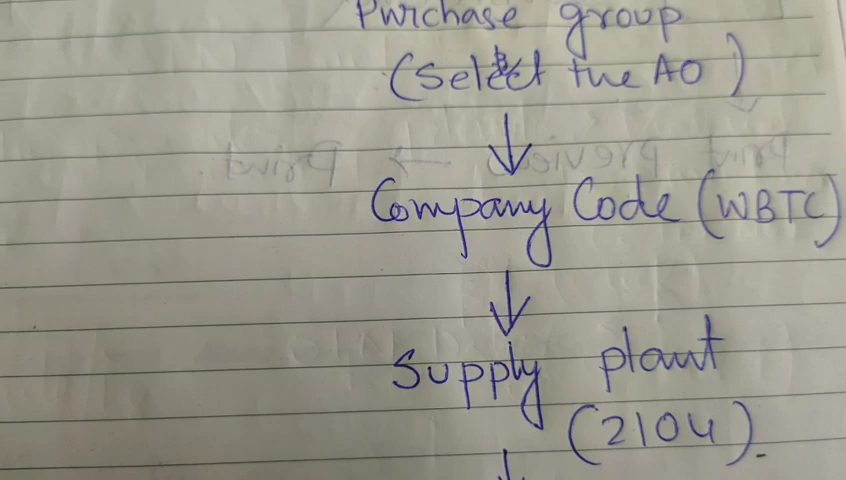 Purchase group
(Select the AO)
↓
Company Code (WBTC)
↓
Supply plant
(2104).
↓